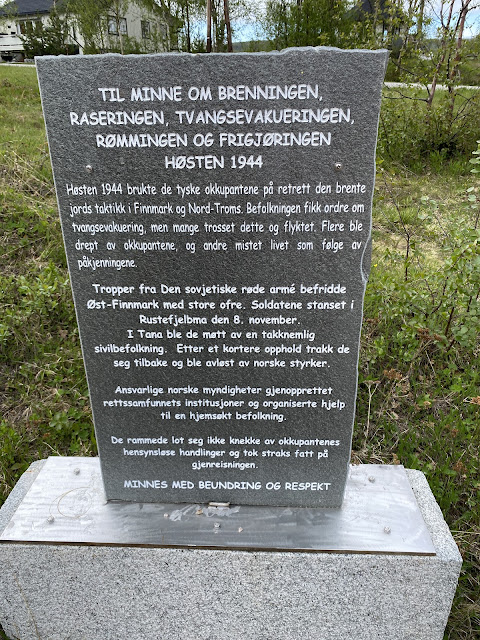 TIL MINNE OM BRENNINGEN,
RASERINGEN, TVANGSEVAKUERINGEN,
RØMMINGEN OG FRIGJØRINGEN
HØSTEN 1944
Høsten 1944 brukte de tyske okkupantene på retrett den brente
jords taktikk i Finnmark og Nord-Troms. Befolkningen fikk ordre om
tvangsevakuering, men mange trosset dette og flyktet. Flere ble
drept av okkupantene, og andre mistet livet som følge av
påkjenningene.
Tropper fra Den sovjetiske røde armé befridde
Øst-Finnmark med store ofre. Soldatene stanset i
Rustefjelbma den 8. november.
I Tana ble de møtt av en takknemlig
sivilbefolkning. Etter et kortere opphold trakk de
seg tilbake og ble avløst av norske styrker.
Ansvarlige norske myndigheter gjenopprettet
rettssamfunnets institusjoner og organiserte hjelp
til en hjemsøkt befolkning.
De rammede lot seg ikke knekke av okkupantenes
hensynsløse handlinger og tok straks fatt på
gjenreisningen.
MINNES MED BEUNDRING OG RESPEKT